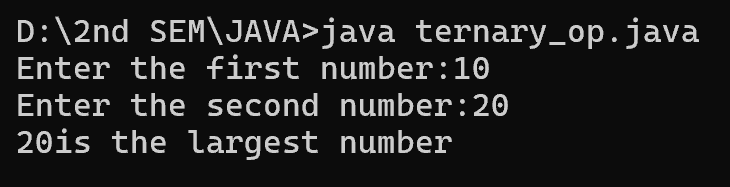 D:\2nd SEM\JAVA>java ternary_op.java
Enter the first number:10
Enter the second number:20
20is the largest number